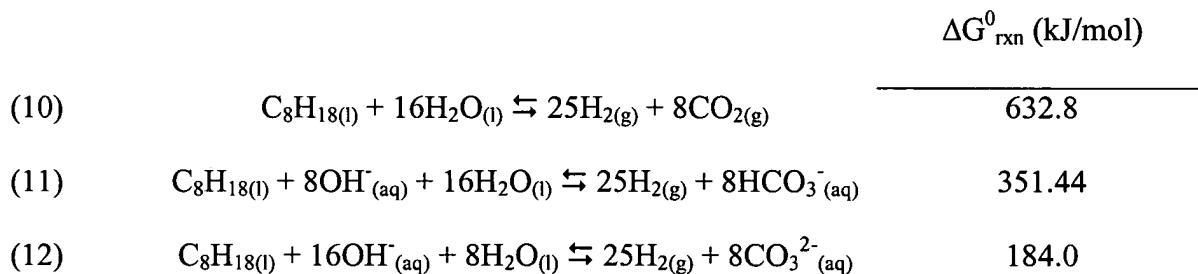 ΔG⁰rxn (kJ/mol)
(10) C₈H₁₈₍ₗ₎ + 16H₂O₍ₗ₎ ⇆ 25H₂(g) + 8CO₂(g) 632.8
(11) C₈H₁₈₍ₗ₎ + 8OH⁻(aq) + 16H₂O₍ₗ₎ ⇆ 25H₂(g) + 8HCO₃⁻(aq) 351.44
(12) C₈H₁₈₍ₗ₎ + 16OH⁻(aq) + 8H₂O₍ₗ₎ ⇆ 25H₂(g) + 8CO₃²⁻(aq) 184.0